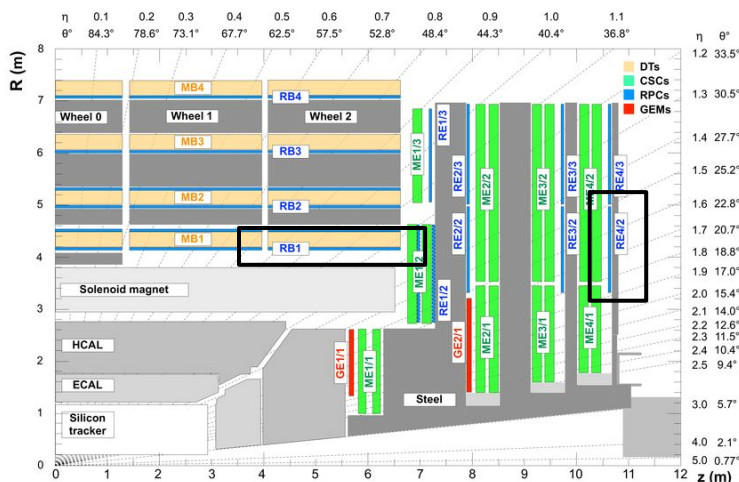 η 0.1 0.2 0.3 0.4 0.5 0.6 0.7 0.8 0.9 1.0 1.1
θ° 84.3° 78.6° 73.1° 67.7° 62.5° 57.5° 52.8° 48.4° 44.3° 40.4° 36.8° η θ°
R (m)
8
7
6
5
4
3
2
1
0
1.2 33.5°
1.3 30.5°
1.4 27.7°
1.5 25.2°
1.6 22.8°
1.7 20.7°
1.8 18.8°
1.9 17.0°
2.0 15.4°
2.1 14.0°
2.2 12.6°
2.3 11.5°
2.4 10.4°
2.5 9.4°
3.0 5.7°
4.0 2.1°
5.0 0.77°
DTs
CSCs
RPCs
GEMs
MB4
RB4
Wheel 0
Wheel 1
Wheel 2
MB3
RB3
MB2
RB2
MB1
RB1
Solenoid magnet
HCAL
ECAL
Silicon
tracker
Steel
ME1/3
RE1/3
ME1/2
RE1/2
GE1/1
ME1/1
RE2/3
RE2/2
GE2/1
ME2/2
ME2/1
ME3/2
ME3/1
RE3/3
RE3/2
ME4/2
ME4/1
RE4/3
RE4/2
0 1 2 3 4 5 6 7 8 9 10 11 12
z (m)